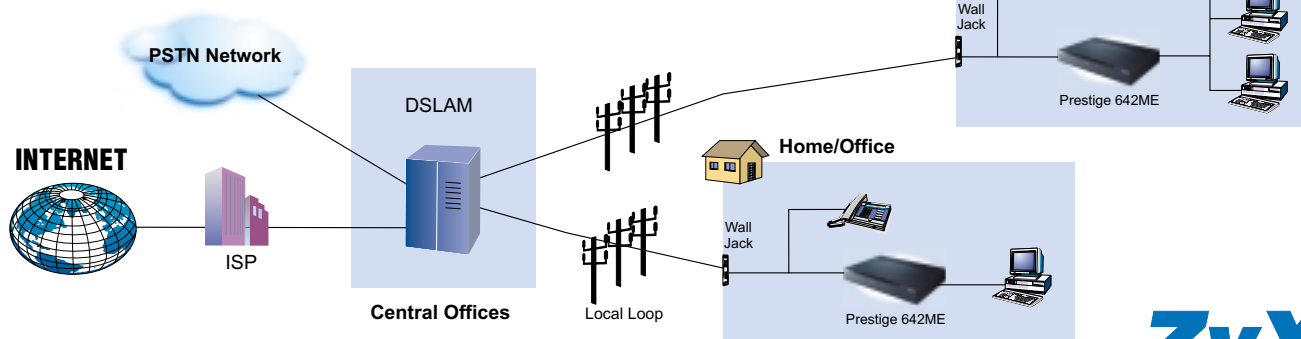 Wall
Jack
PSTN Network
Prestige 642ME
DSLAM
INTERNET
Home/Office
Wall
Jack
ISP
Central Offices
Local Loop
Prestige 642ME